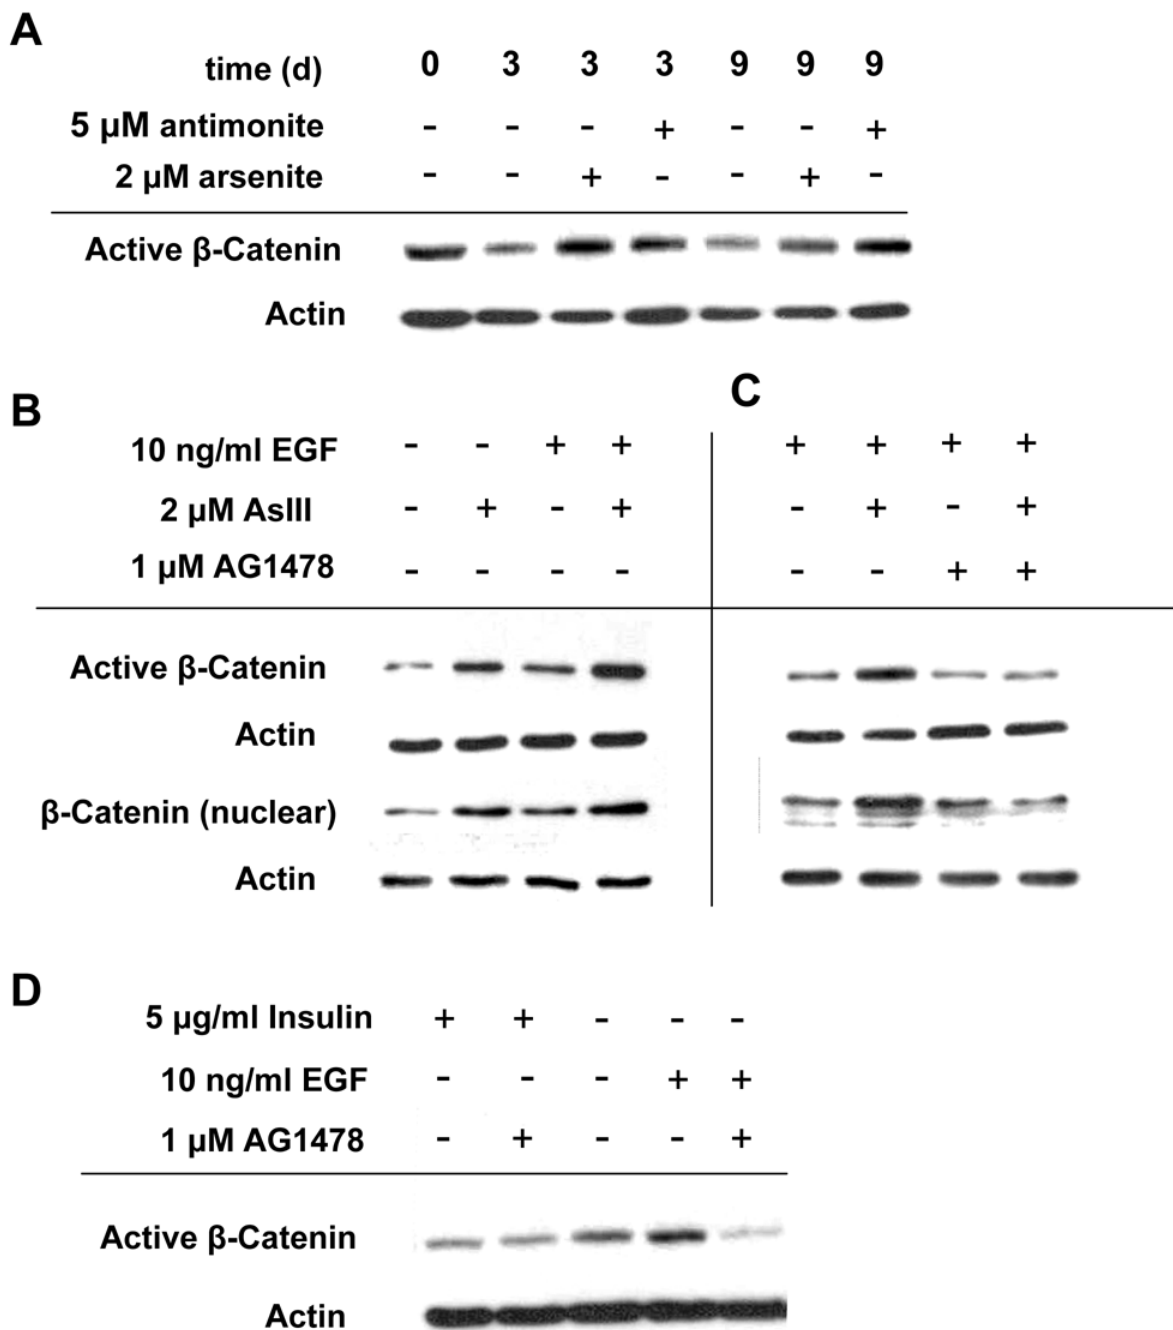 A
time (d) 0 3 3 3 9 9 9
5 µM antimonite - - - + - - +
2 µM arsenite - - + - - + -
Active β-Catenin
Actin
B
10 ng/ml EGF - - + +
2 µM AsIII - + - +
1 µM AG1478 - - - -
Active β-Catenin
Actin
β-Catenin (nuclear)
Actin
C
+ + + +
- + - +
- - + +
D
5 µg/ml Insulin + + - - -
10 ng/ml EGF - - - + +
1 µM AG1478 - + - - +
Active β-Catenin
Actin